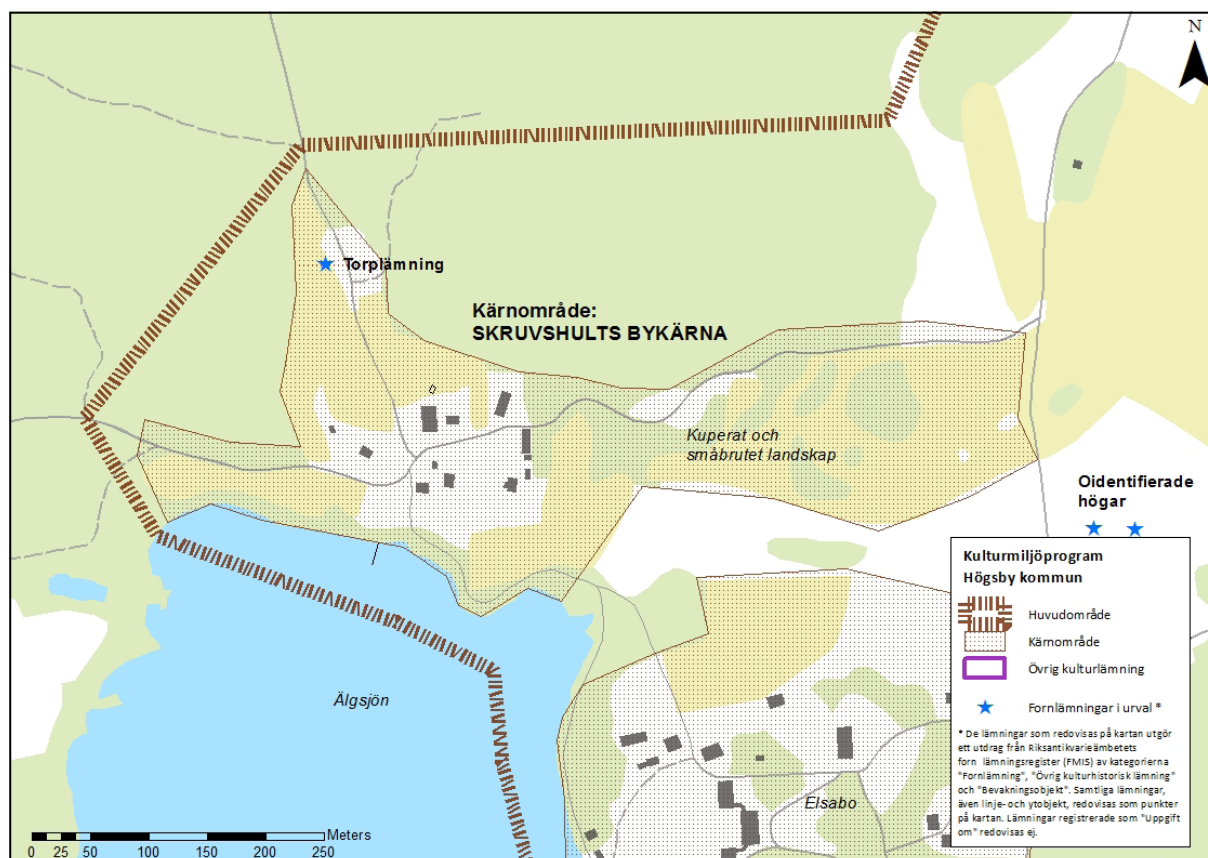 N
Torplämning
Kärnområde:
SKRUVSHULTS BYKÄRNA
Kuperat och
småbrutet landskap
Oidentifierade
högar
Älgsjön
Elsabo
Kulturmiljöprogram
Högsby kommun
Huvudområde
Kärnområde
Övrig kulturlämning
Fornlämningar i urval *
* De lämningar som redovisas på kartan utgör
ett utdrag från Riksantikvarieämbetets
forn lämningsregister (FMIS) av kategorierna
"Fornlämning", "Övrig kulturhistorisk lämning"
och "Bevakningsobjekt". Samtliga lämningar,
även linje- och ytobjekt, redovisas som punkter
på kartan. Lämningar registrerade som "Uppgift
om" redovisas ej.
Meters
0 25 50 100 150 200 250